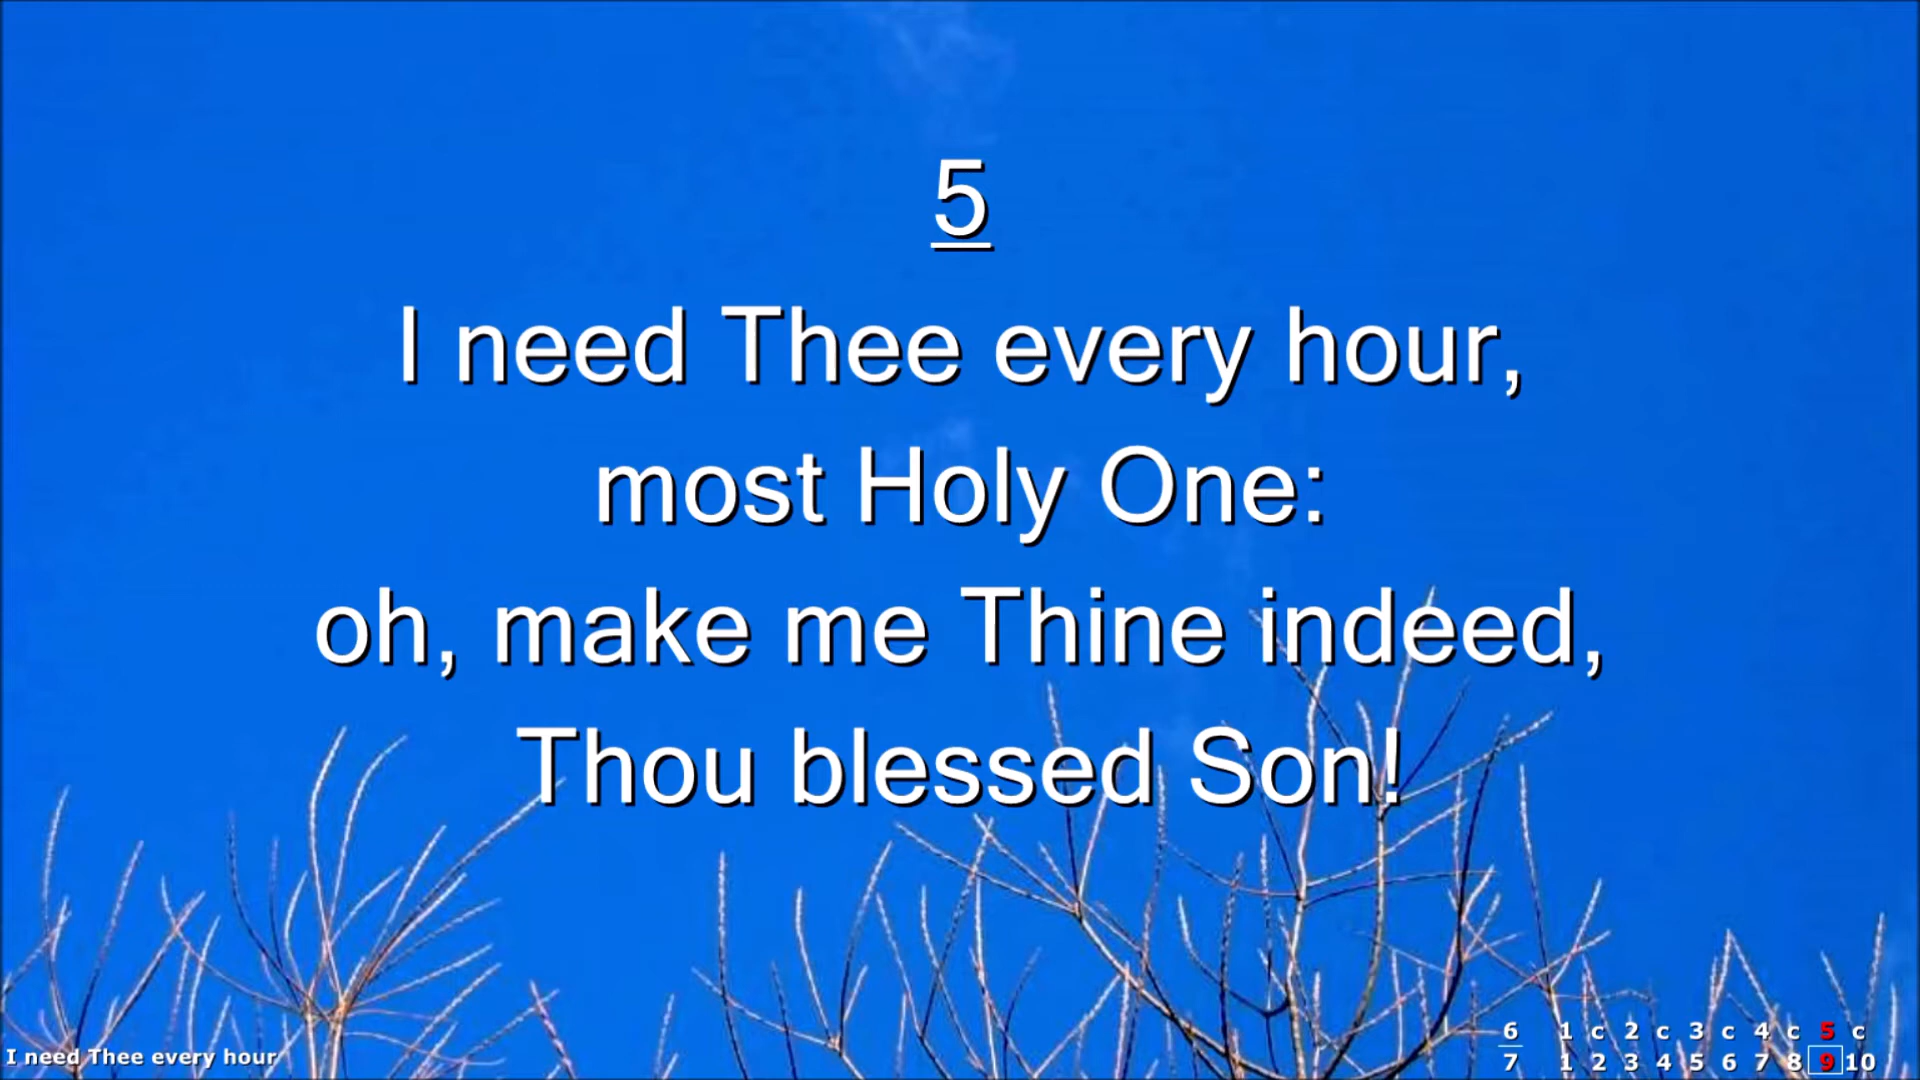 5
I need Thee every hour,
most Holy One:
oh, make me Thine indeed,
Thou blessed Son!
I need Thee every hour
6 1 c 2 c 3 c 4 c 5 c
7 1 2 3 4 5 6 7 8 9 10